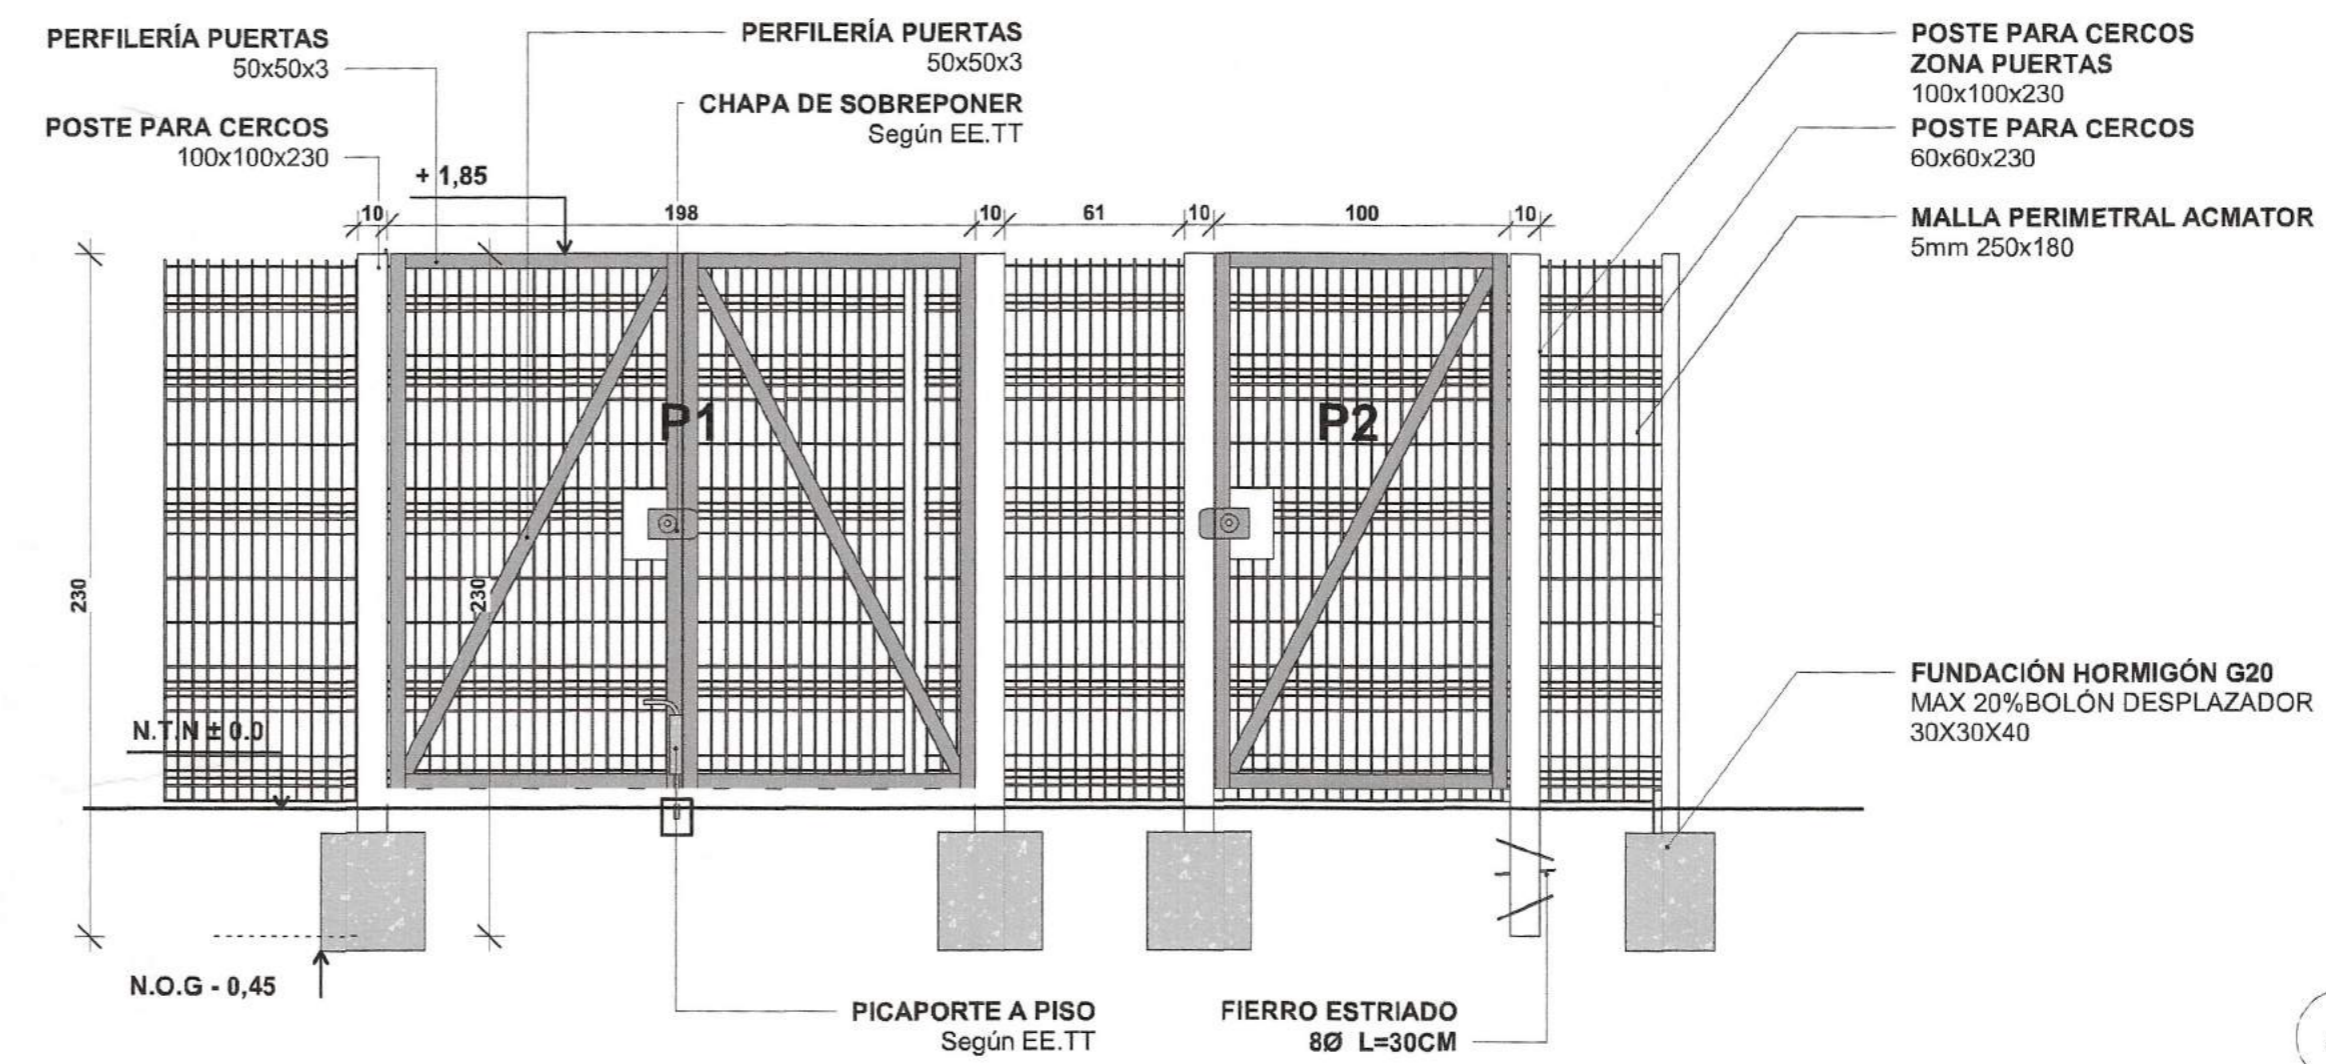 PERFILERÍA PUERTAS
50x50x3
POSTE PARA CERCOS
100x100x230
PERFILERÍA PUERTAS
50x50x3
CHAPA DE SOBREPONER
Según EE.TT
POSTE PARA CERCOS
ZONA PUERTAS
100x100x230
POSTE PARA CERCOS
60x60x230
MALLA PERIMETRAL ACMATOR
5mm 250x180
+ 1,85
10 198 10 61 10 100 10
P1 P2
230 230
N.T.N ± 0.0
FUNDACIÓN HORMIGÓN G20
MAX 20%BOLÓN DESPLAZADOR
30X30X40
N.O.G - 0,45
PICAPORTE A PISO
Según EE.TT
FIERRO ESTRIADO
8Ø L=30CM